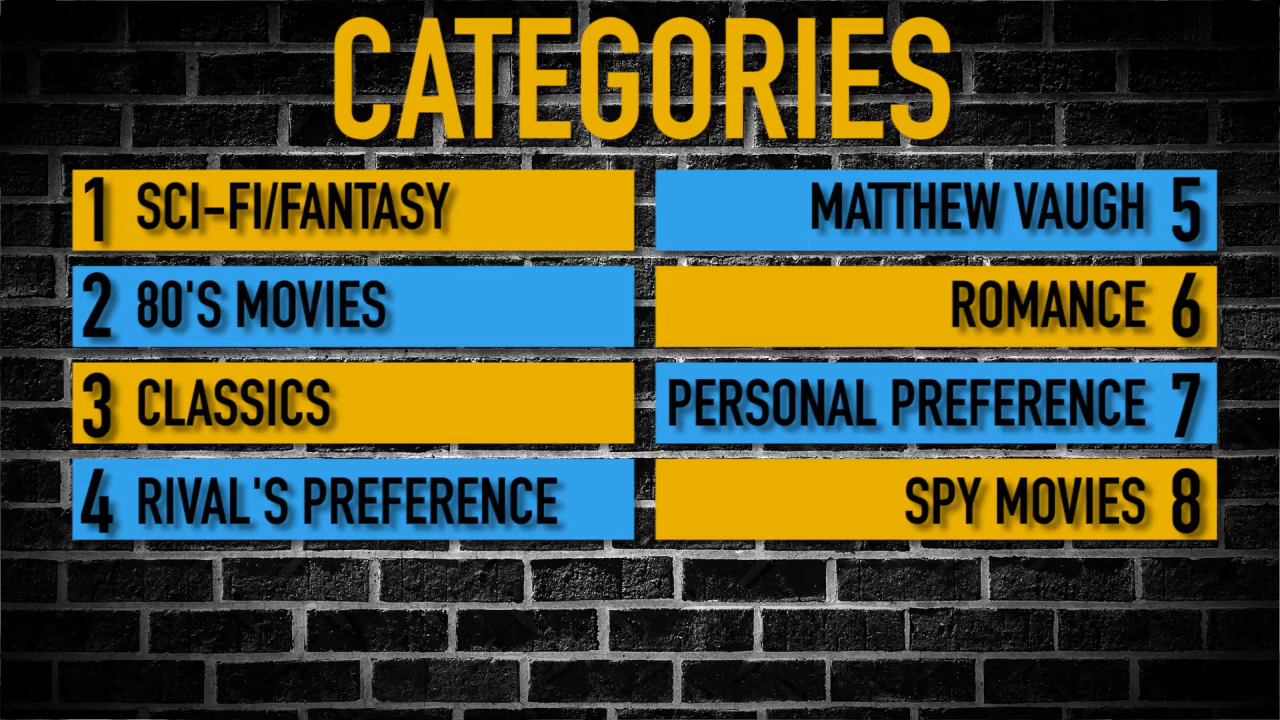 CATEGORIES
1 SCI-FI/FANTASY
2 80'S MOVIES
3 CLASSICS
4 RIVAL'S PREFERENCE
MATTHEW VAUGH 5
ROMANCE 6
PERSONAL PREFERENCE 7
SPY MOVIES 8